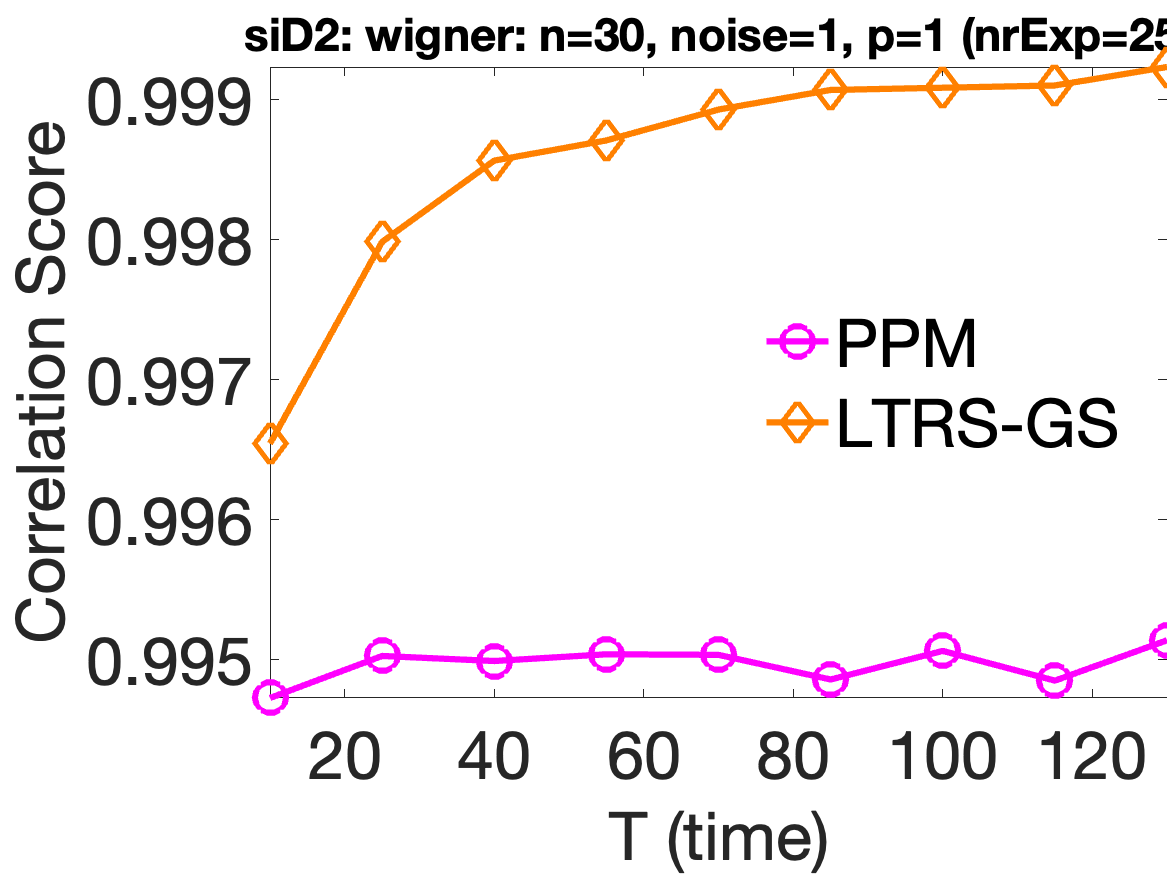 siD2: wigner: n=30, noise=1, p=1 (nrExp=25
0.999
0.998
0.997
0.996
0.995
Correlation Score
PPM
LTRS-GS
20 40 60 80 100 120
T (time)